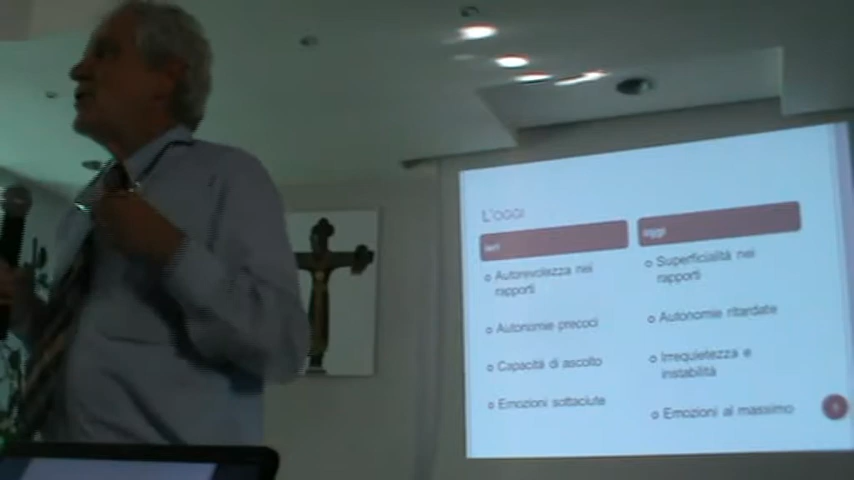 L'OGGI
ieri
oggi
Autorevolezza nei
rapporti
Autonomie precoci
Capacità di ascolto
Emozioni sottaciute
Superficialità nei
rapporti
Autonomie ritardate
Irrequietezza e
instabilità
Emozioni al massimo